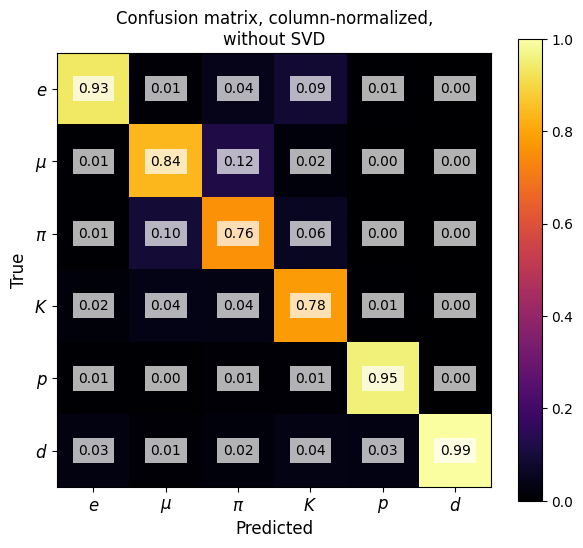 Confusion matrix, column-normalized,
without SVD
True
e 0.93 0.01 0.04 0.09 0.01 0.00
μ 0.01 0.84 0.12 0.02 0.00 0.00
π 0.01 0.10 0.76 0.06 0.00 0.00
K 0.02 0.04 0.04 0.78 0.01 0.00
p 0.01 0.00 0.01 0.01 0.95 0.00
d 0.03 0.01 0.02 0.04 0.03 0.99
e μ π K p d
Predicted
1.0
0.8
0.6
0.4
0.2
0.0